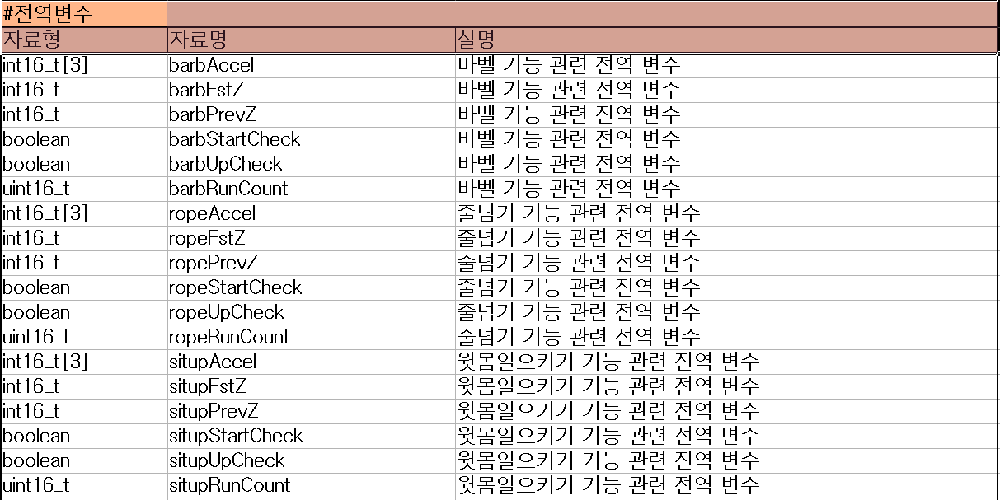 #전역변수
자료형 자료명 설명
int16_t[3] barbAccel 바벨 기능 관련 전역 변수
int16_t barbFstZ 바벨 기능 관련 전역 변수
int16_t barbPrevZ 바벨 기능 관련 전역 변수
boolean barbStartCheck 바벨 기능 관련 전역 변수
boolean barbUpCheck 바벨 기능 관련 전역 변수
uint16_t barbRunCount 바벨 기능 관련 전역 변수
int16_t[3] ropeAccel 줄넘기 기능 관련 전역 변수
int16_t ropeFstZ 줄넘기 기능 관련 전역 변수
int16_t ropePrevZ 줄넘기 기능 관련 전역 변수
boolean ropeStartCheck 줄넘기 기능 관련 전역 변수
boolean ropeUpCheck 줄넘기 기능 관련 전역 변수
uint16_t ropeRunCount 줄넘기 기능 관련 전역 변수
int16_t[3] situpAccel 윗몸일으키기 기능 관련 전역 변수
int16_t situpFstZ 윗몸일으키기 기능 관련 전역 변수
int16_t situpPrevZ 윗몸일으키기 기능 관련 전역 변수
boolean situpStartCheck 윗몸일으키기 기능 관련 전역 변수
boolean situpUpCheck 윗몸일으키기 기능 관련 전역 변수
uint16_t situpRunCount 윗몸일으키기 기능 관련 전역 변수